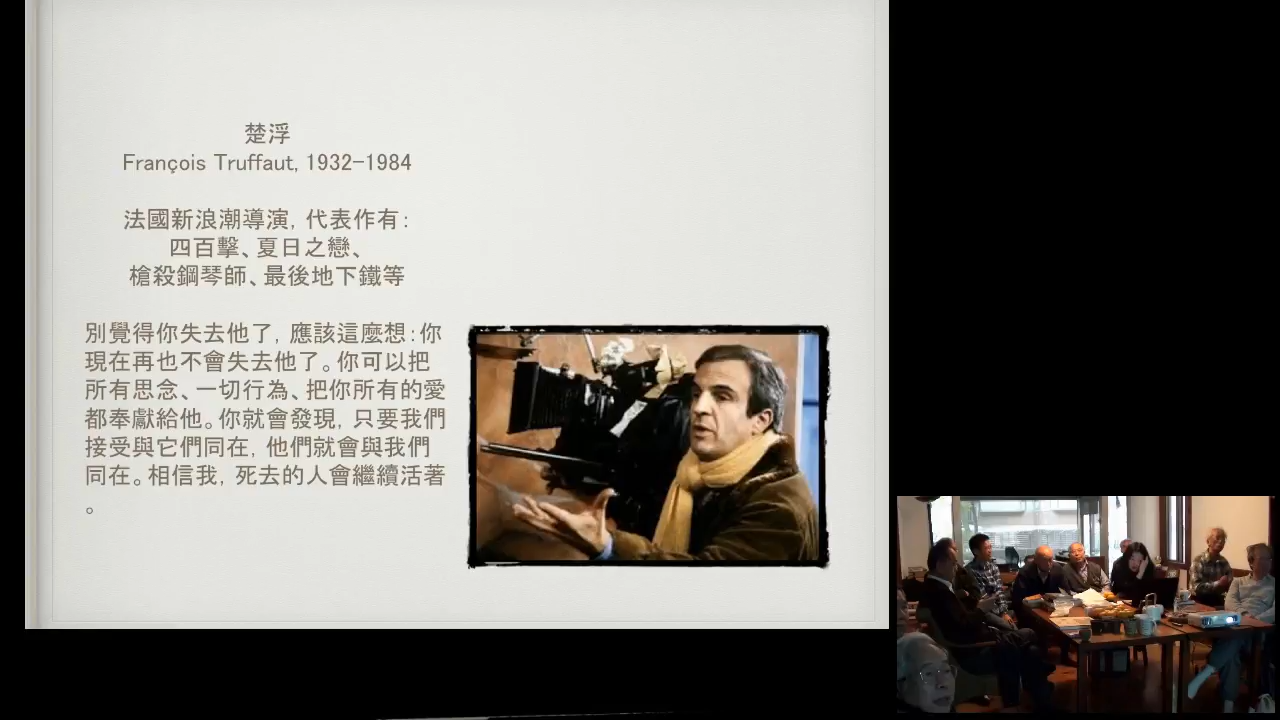 楚浮
François Truffaut, 1932-1984
法國新浪潮導演，代表作有：
四百擊、夏日之戀、
槍殺鋼琴師、最後地下鐵等
別覺得你失去他了，應該這麼想：你
現在再也不會失去他了。你可以把
所有思念、一切行為、把你所有的愛
都奉獻給他。你就會發現，只要我們
接受與它們同在，他們就會與我們
同在。相信我，死去的人會繼續活著
。